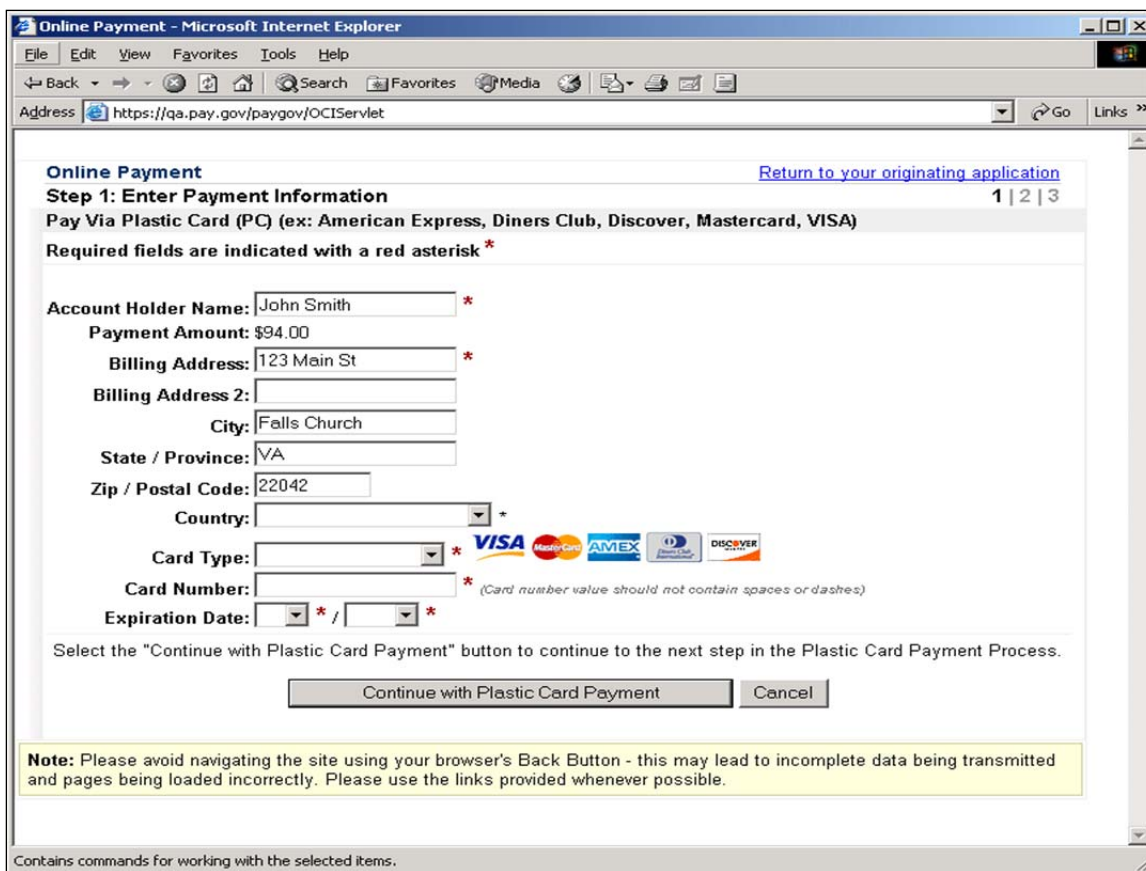 Online Payment - Microsoft Internet Explorer
File Edit View Favorites Tools Help
Back Search Favorites Media
Address https://qa.pay.gov/paygov/OCIServlet Go Links »
Online Payment Return to your originating application
Step 1: Enter Payment Information 1 | 2 | 3
Pay Via Plastic Card (PC) (ex: American Express, Diners Club, Discover, Mastercard, VISA)
Required fields are indicated with a red asterisk *
Account Holder Name: John Smith *
Payment Amount: $94.00
Billing Address: 123 Main St *
Billing Address 2:
City: Falls Church
State / Province: VA
Zip / Postal Code: 22042
Country: *
Card Type: * VISA MasterCard AMEX Diners Club International DISCOVER
Card Number: * (Card number value should not contain spaces or dashes)
Expiration Date: * / *
Select the "Continue with Plastic Card Payment" button to continue to the next step in the Plastic Card Payment Process.
Continue with Plastic Card Payment Cancel
Note: Please avoid navigating the site using your browser's Back Button - this may lead to incomplete data being transmitted
and pages being loaded incorrectly. Please use the links provided whenever possible.
Contains commands for working with the selected items.